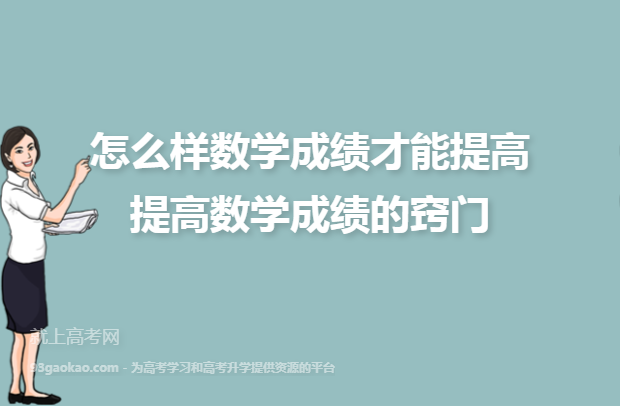 怎么样数学成绩才能提高
提高数学成绩的窍门
就上高考网
93gaokao.com - 为高考学习和高考升学提供资源的平台